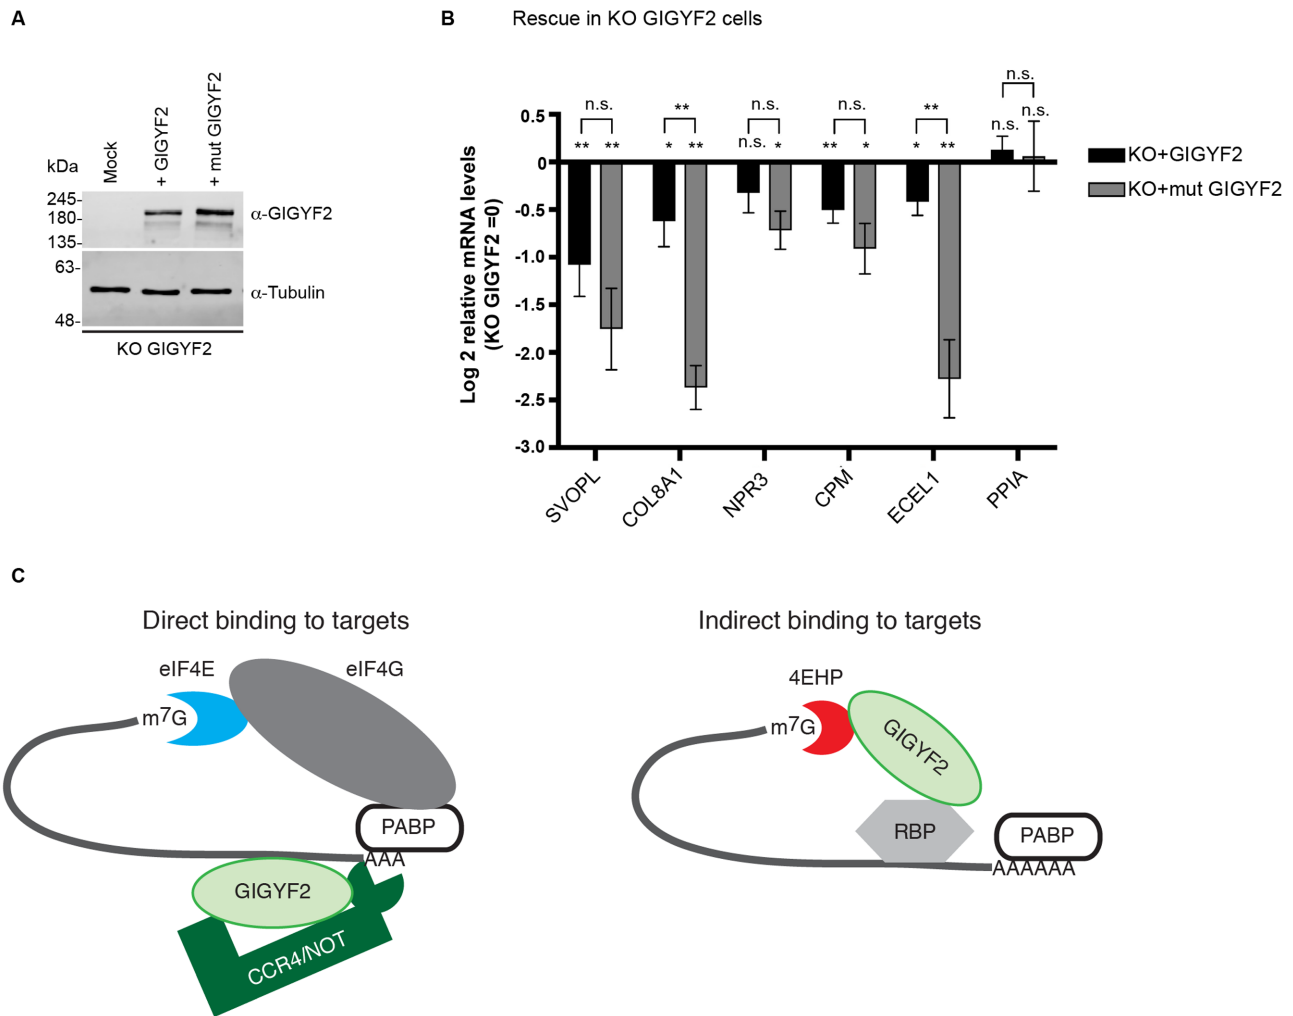 A
kDa
Mock
+ GIGYF2
+ mut GIGYF2
245-
180-
135-
α-GIGYF2
63-
48-
α-Tubulin
KO GIGYF2
B
Rescue in KO GIGYF2 cells
Log 2 relative mRNA levels
(KO GIGYF2 =0)
0.5
0
-0.5
-1.0
-1.5
-2.0
-2.5
-3.0
n.s. ** n.s. n.s. ** n.s.
** ** * ** n.s. * ** * * ** n.s. n.s.
SVOPL COL8A1 NPR3 CPM ECEL1 PPIA
KO+GIGYF2
KO+mut GIGYF2
C
Direct binding to targets
eIF4E
eIF4G
m7G
PABP
AAA
GIGYF2
CCR4/NOT
Indirect binding to targets
4EHP
m7G
GIGYF2
RBP
PABP
AAAAAA